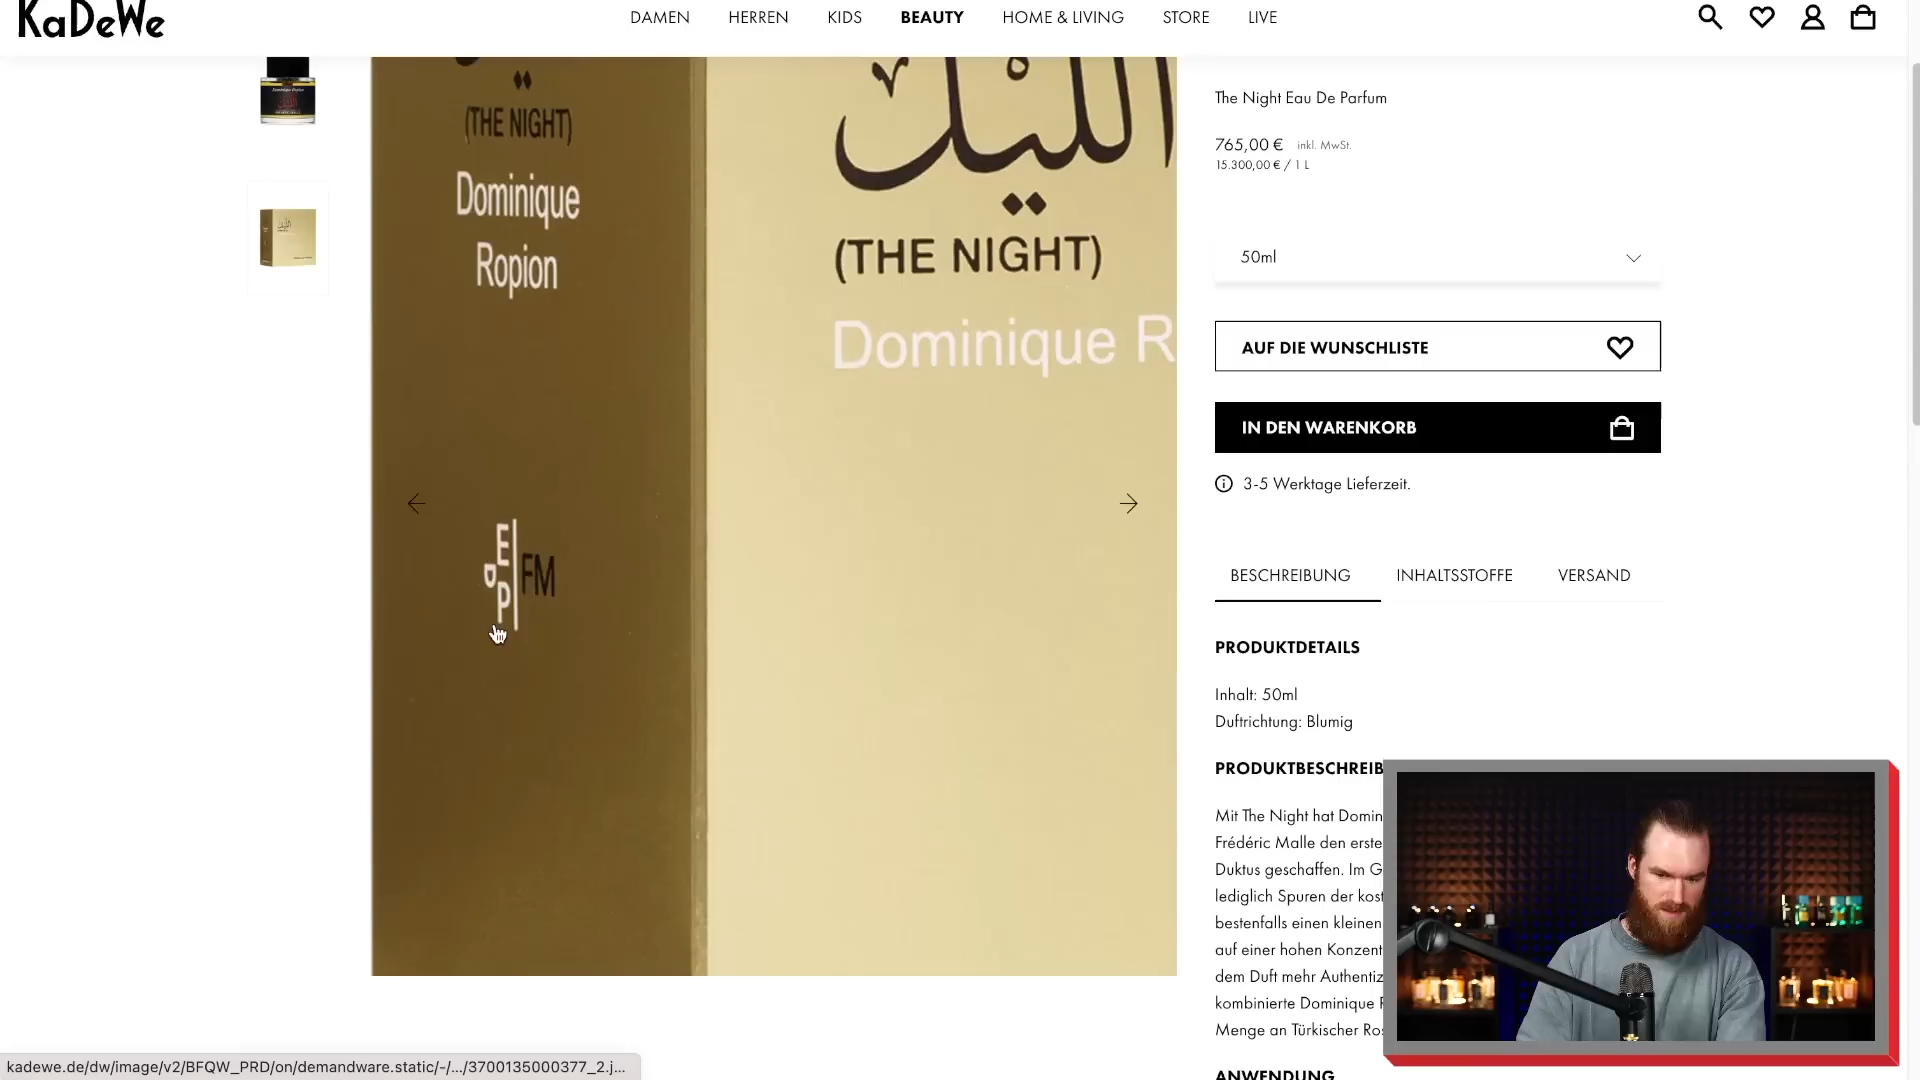 KaDeWe
DAMEN HERREN KIDS BEAUTY HOME & LIVING STORE LIVE
(THE NIGHT)
Dominique
Ropion
E
D
P
FM
الليل
(THE NIGHT)
Dominique R
The Night Eau De Parfum
765,00 € inkl. MwSt.
15.300,00 € / 1 L
50ml
AUF DIE WUNSCHLISTE
IN DEN WARENKORB
3-5 Werktage Lieferzeit.
BESCHREIBUNG INHALTSSTOFFE VERSAND
PRODUKTDETAILS
Inhalt: 50ml
Duftrichtung: Blumig
PRODUKTBESCHREIB
Mit The Night hat Domin
Frédéric Malle den erste
Duktus geschaffen. Im G
lediglich Spuren der kost
bestenfalls einen kleinen
auf einer hohen Konzent
dem Duft mehr Authentiz
kombinierte Dominique
Menge an Türkischer Ros
ANWENDUNG
kadewe.de/dw/image/v2/BFQW_PRD/on/demandware.static/-/.../3700135000377_2.j...